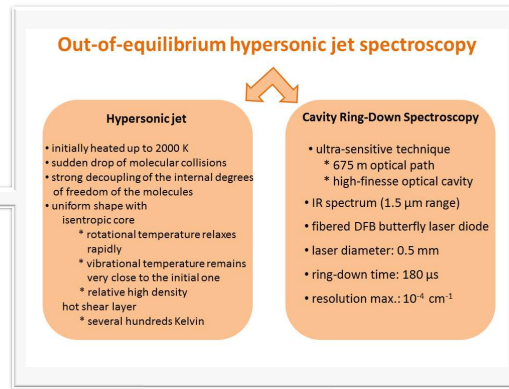 Out-of-equilibrium hypersonic jet spectroscopy
Hypersonic jet
• initially heated up to 2000 K
• sudden drop of molecular collisions
• strong decoupling of the internal degrees
of freedom of the molecules
• uniform shape with
isentropic core
* rotational temperature relaxes
rapidly
* vibrational temperature remains
very close to the initial one
* relative high density
hot shear layer
* several hundreds Kelvin
Cavity Ring-Down Spectroscopy
• ultra-sensitive technique
* 675 m optical path
* high-finesse optical cavity
• IR spectrum (1.5 µm range)
• fibered DFB butterfly laser diode
• laser diameter: 0.5 mm
• ring-down time: 180 µs
• resolution max.: 10⁻⁴ cm⁻¹